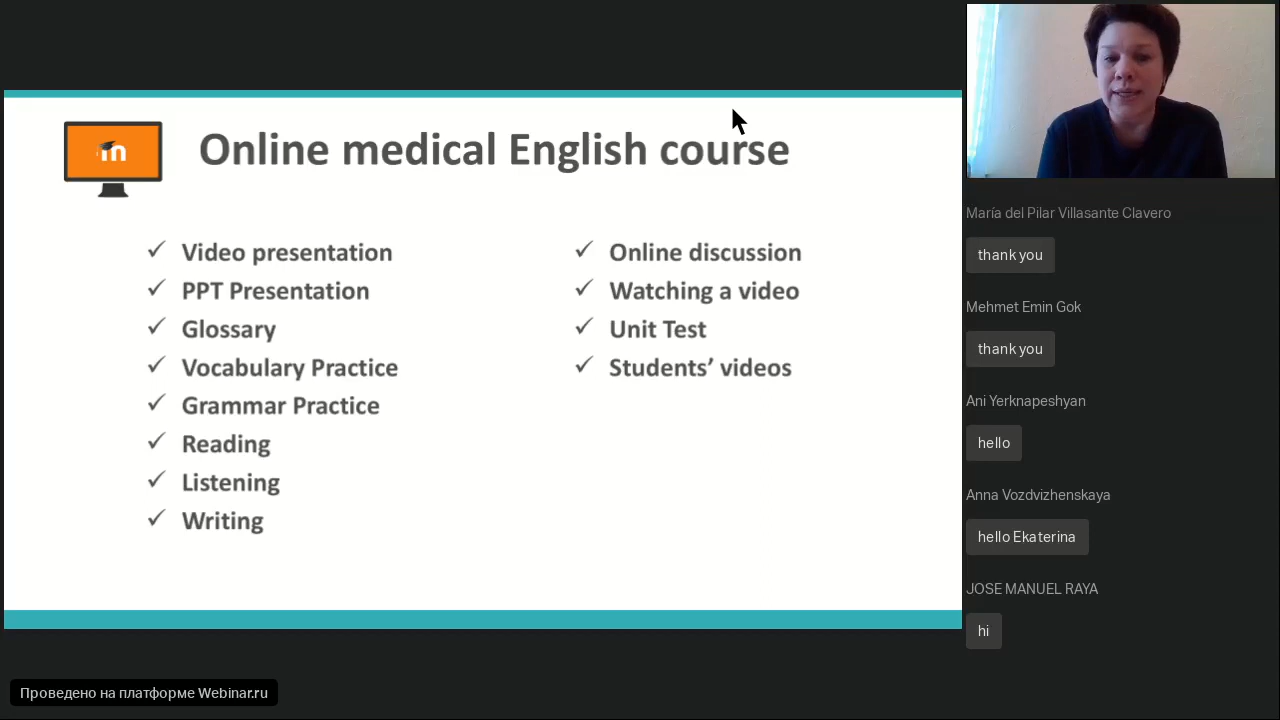 m
Online medical English course
✓ Video presentation
✓ PPT Presentation
✓ Glossary
✓ Vocabulary Practice
✓ Grammar Practice
✓ Reading
✓ Listening
✓ Writing
✓ Online discussion
✓ Watching a video
✓ Unit Test
✓ Students’ videos
María del Pilar Villasante Clavero
thank you
Mehmet Emin Gok
thank you
Ani Yerknapeshyan
hello
Anna Vozdvizhenskaya
hello Ekaterina
JOSE MANUEL RAYA
hi
Проведено на платформе Webinar.ru